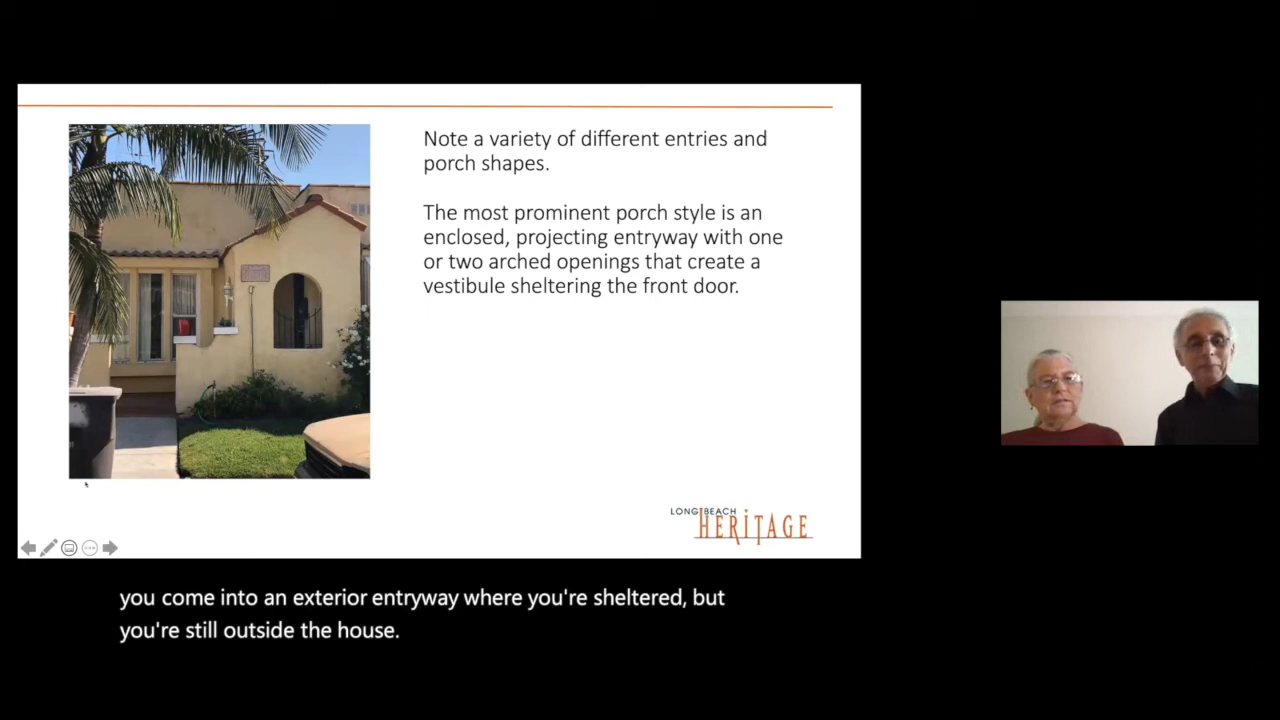 Note a variety of different entries and
porch shapes.
The most prominent porch style is an
enclosed, projecting entryway with one
or two arched openings that create a
vestibule sheltering the front door.
LONG BEACH
HERITAGE
you come into an exterior entryway where you're sheltered, but
you're still outside the house.